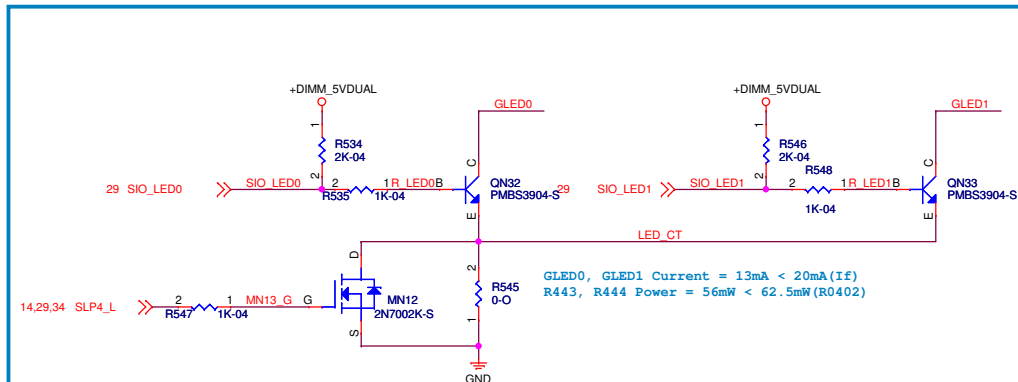 +DIMM_5VDUAL
+DIMM_5VDUAL
GLED0
GLED1
1
R534
2K-04
2
C
1
R546
2K-04
2
R548
C
29 SIO_LED0
SIO_LED0
2
1
R_LED0
B
R535
1K-04
QN32
PMBS3904-S
E
29
SIO_LED1
SIO_LED1
2
1
R_LED1
B
1K-04
QN33
PMBS3904-S
E
LED_CT
D
2
R545
0-O
1
GLED0, GLED1 Current = 13mA < 20mA(If)
R443, R444 Power = 56mW < 62.5mW(R0402)
14,29,34 SLP4_L
2
1
MN13_G
G
R547
1K-04
MN12
2N7002K-S
S
GND